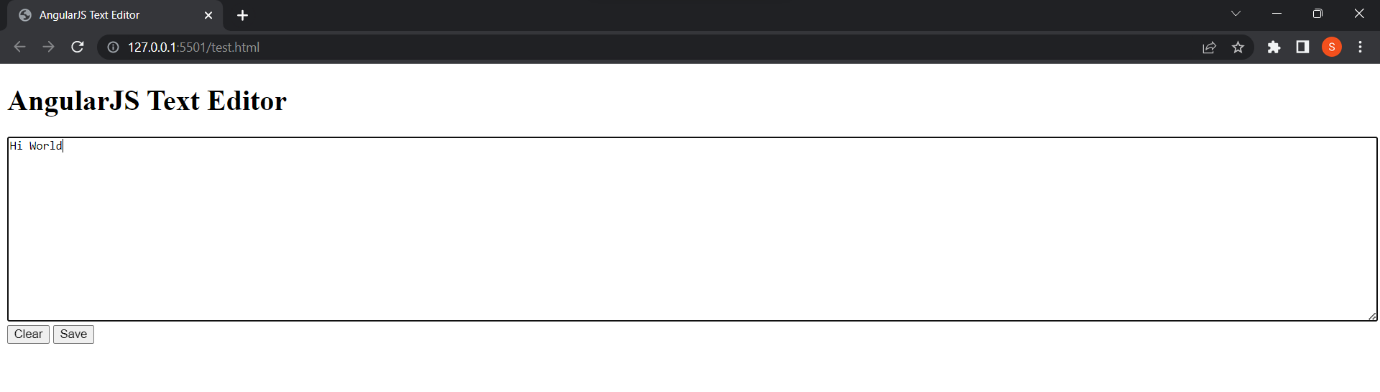 AngularJS Text Editor
127.0.0.1:5501/test.html
S
AngularJS Text Editor
Hi World
Clear Save